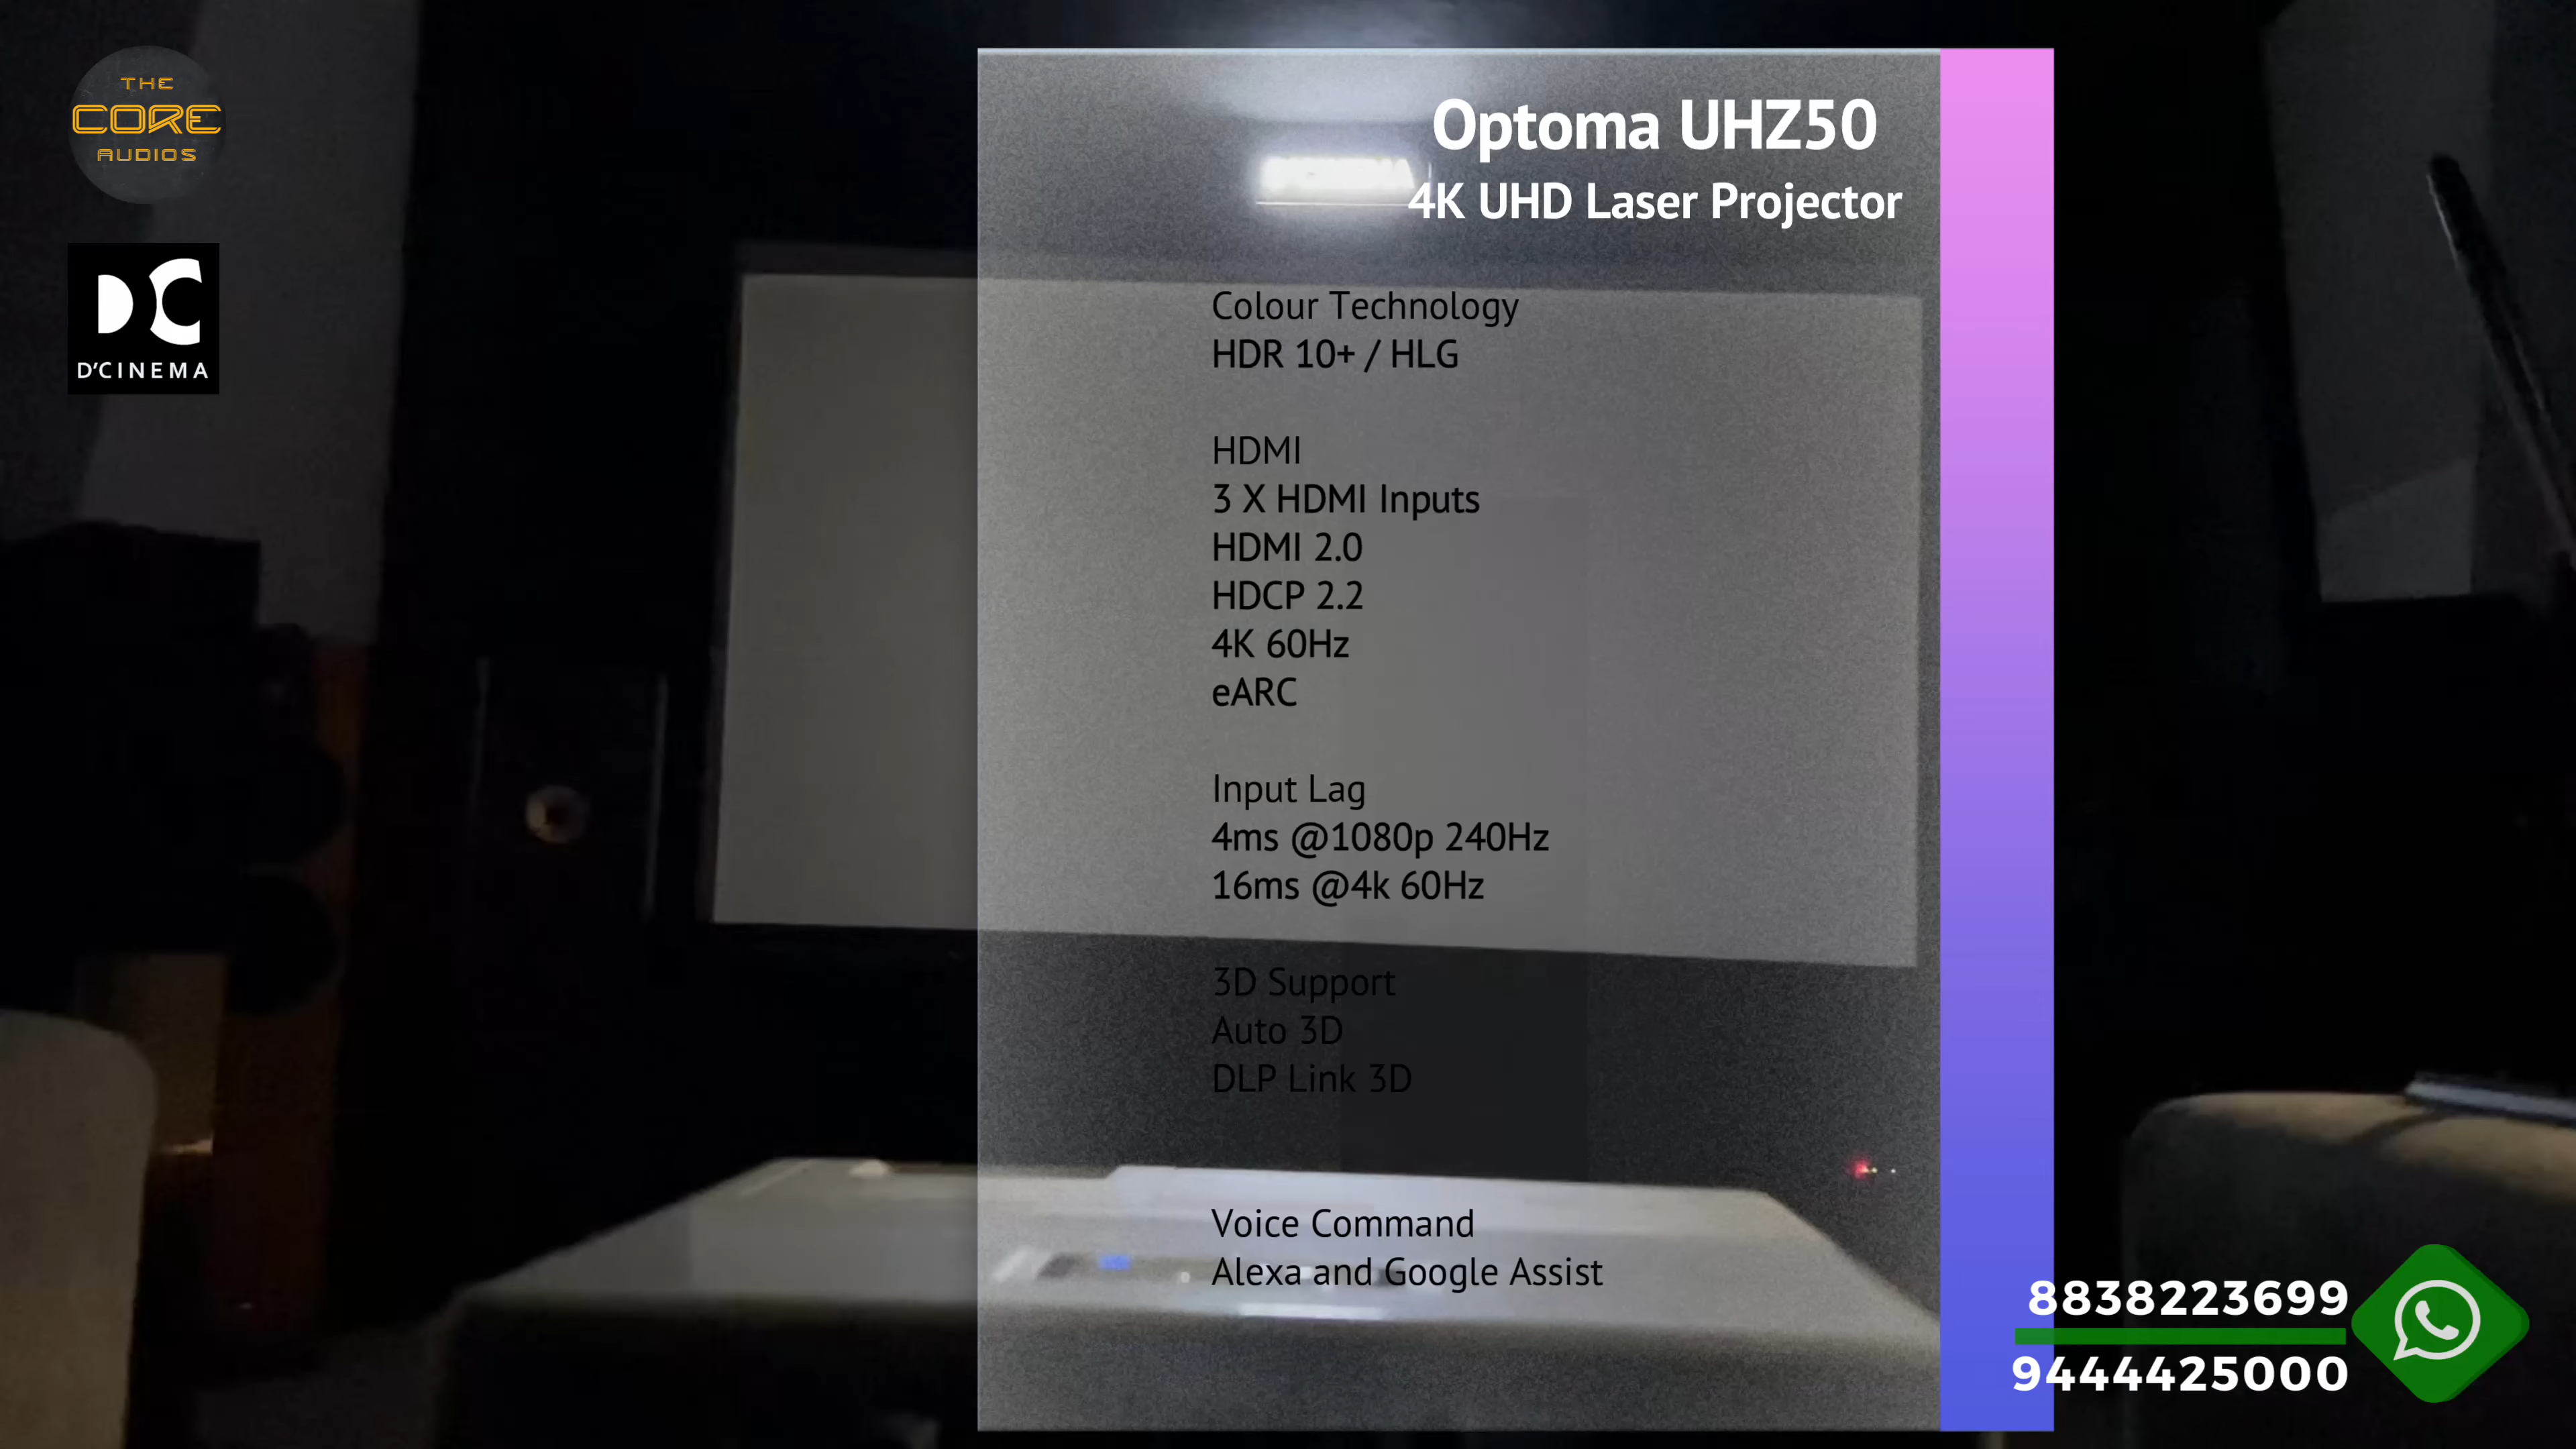 THE
CORE
AUDIOS
DC
D'CINEMA
Optoma UHZ50
4K UHD Laser Projector
Colour Technology
HDR 10+ / HLG
HDMI
3 X HDMI Inputs
HDMI 2.0
HDCP 2.2
4K 60Hz
eARC
Input Lag
4ms @1080p 240Hz
16ms @4k 60Hz
3D Support
Auto 3D
DLP Link 3D
Voice Command
Alexa and Google Assist
8838223699
9444425000